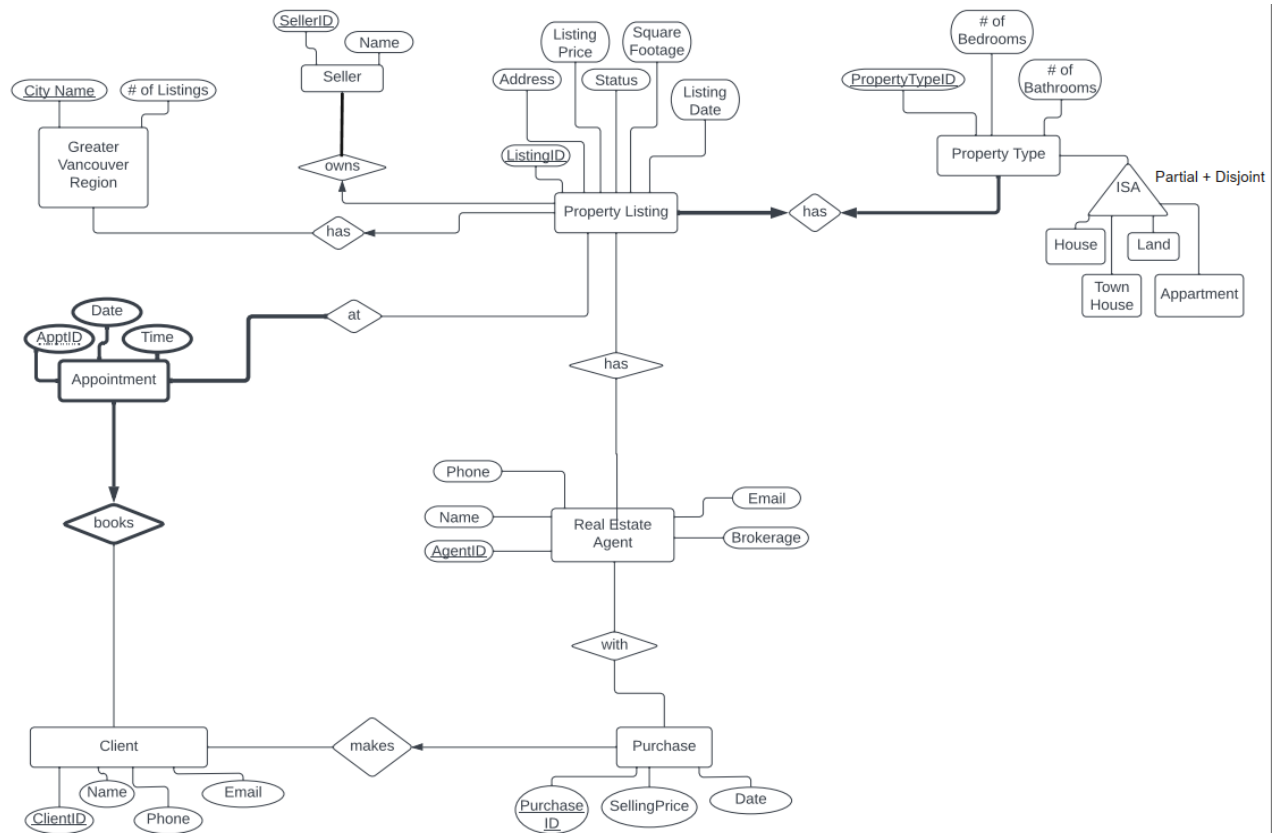 SellerID
Name
Seller
City Name
# of Listings
Greater
Vancouver
Region
owns
has
Listing
Price
Square
Footage
Address
Status
Listing
Date
ListingID
Property Listing
has
# of
Bedrooms
PropertyTypeID
# of
Bathrooms
Property Type
Partial + Disjoint
ISA
House
Land
Town
House
Appartment
Date
ApptID
Time
Appointment
at
has
books
Phone
Name
AgentID
Real Estate
Agent
Email
Brokerage
with
Client
makes
Purchase
ClientID
Name
Phone
Email
Purchase
ID
SellingPrice
Date